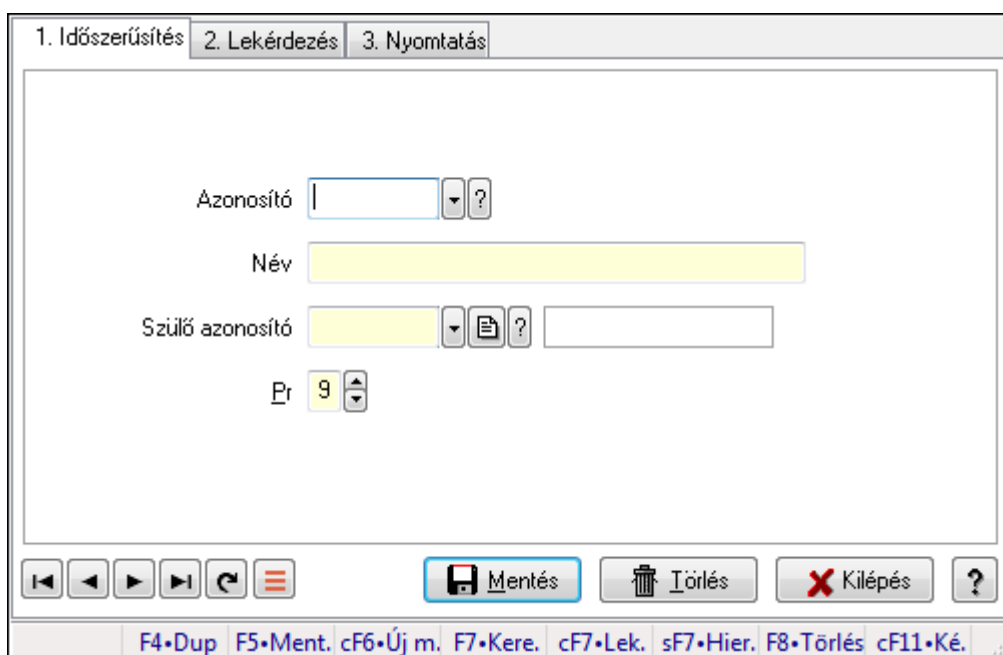 1. Időszerűsítés 2. Lekérdezés 3. Nyomtatás
Azonosító ?
Név
Szülő azonosító ?
Pr 9
Mentés Törlés Kilépés ?
F4•Dup F5•Ment. cF6•Új m. F7•Kere. cF7•Lek. sF7•Hier. F8•Törlés cF11•Ké.